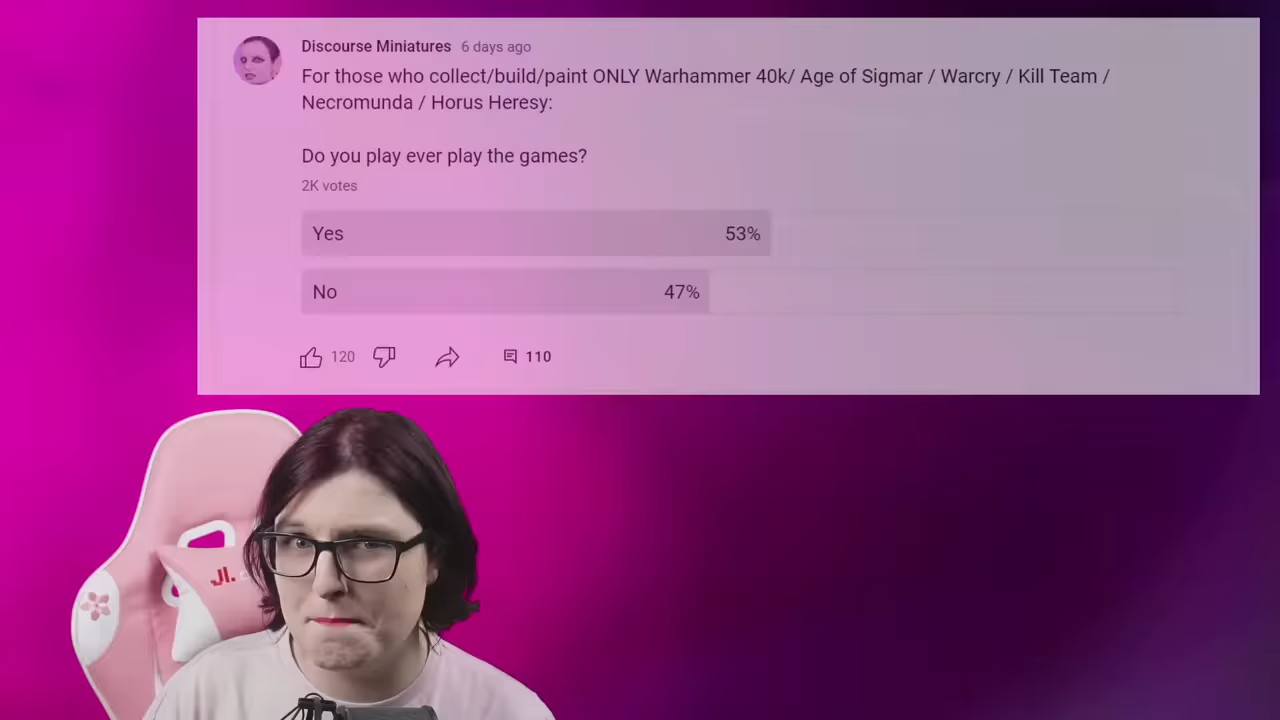 Discourse Miniatures 6 days ago
For those who collect/build/paint ONLY Warhammer 40k/ Age of Sigmar / Warcry / Kill Team /
Necromunda / Horus Heresy:
Do you play ever play the games?
2K votes
Yes 53%
No 47%
120 110
JL.